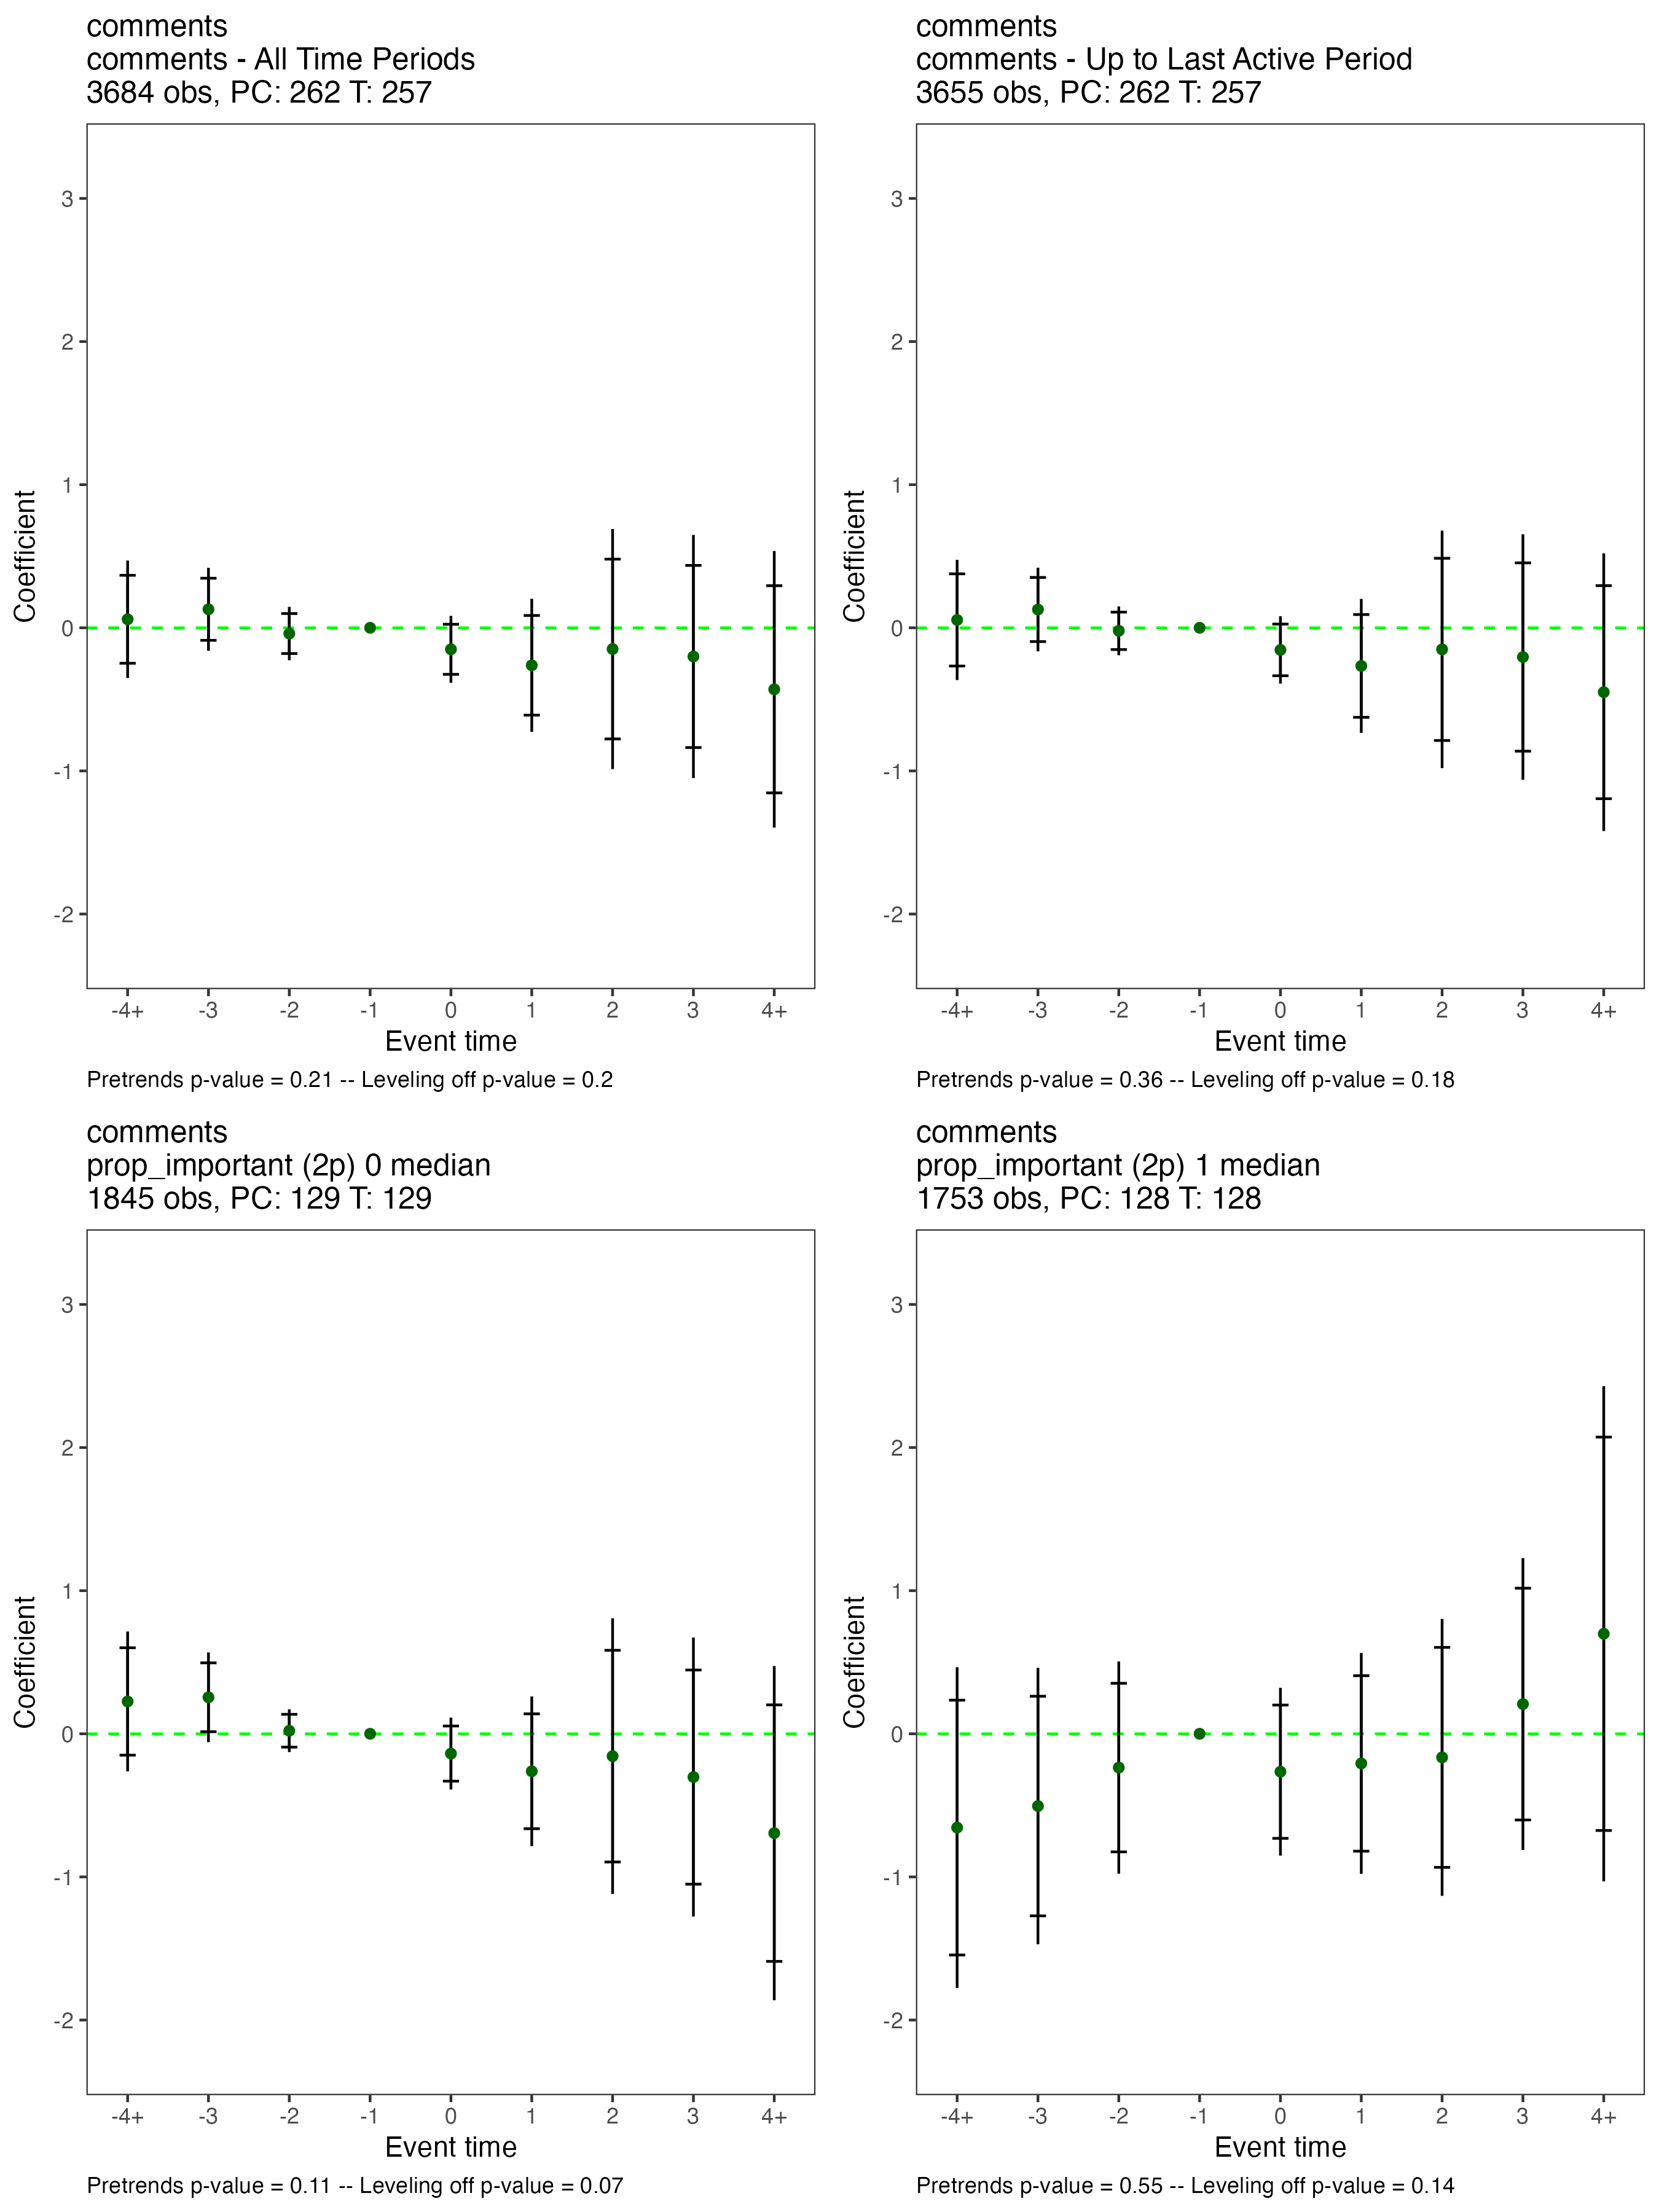 comments
comments - All Time Periods
3684 obs, PC: 262 T: 257
Coefficient
3
2
1
0
-1
-2
-4+ -3 -2 -1 0 1 2 3 4+
Event time
Pretrends p-value = 0.21 -- Leveling off p-value = 0.2
comments
comments - Up to Last Active Period
3655 obs, PC: 262 T: 257
Coefficient
3
2
1
0
-1
-2
-4+ -3 -2 -1 0 1 2 3 4+
Event time
Pretrends p-value = 0.36 -- Leveling off p-value = 0.18
comments
prop_important (2p) 0 median
1845 obs, PC: 129 T: 129
Coefficient
3
2
1
0
-1
-2
-4+ -3 -2 -1 0 1 2 3 4+
Event time
Pretrends p-value = 0.11 -- Leveling off p-value = 0.07
comments
prop_important (2p) 1 median
1753 obs, PC: 128 T: 128
Coefficient
3
2
1
0
-1
-2
-4+ -3 -2 -1 0 1 2 3 4+
Event time
Pretrends p-value = 0.55 -- Leveling off p-value = 0.14